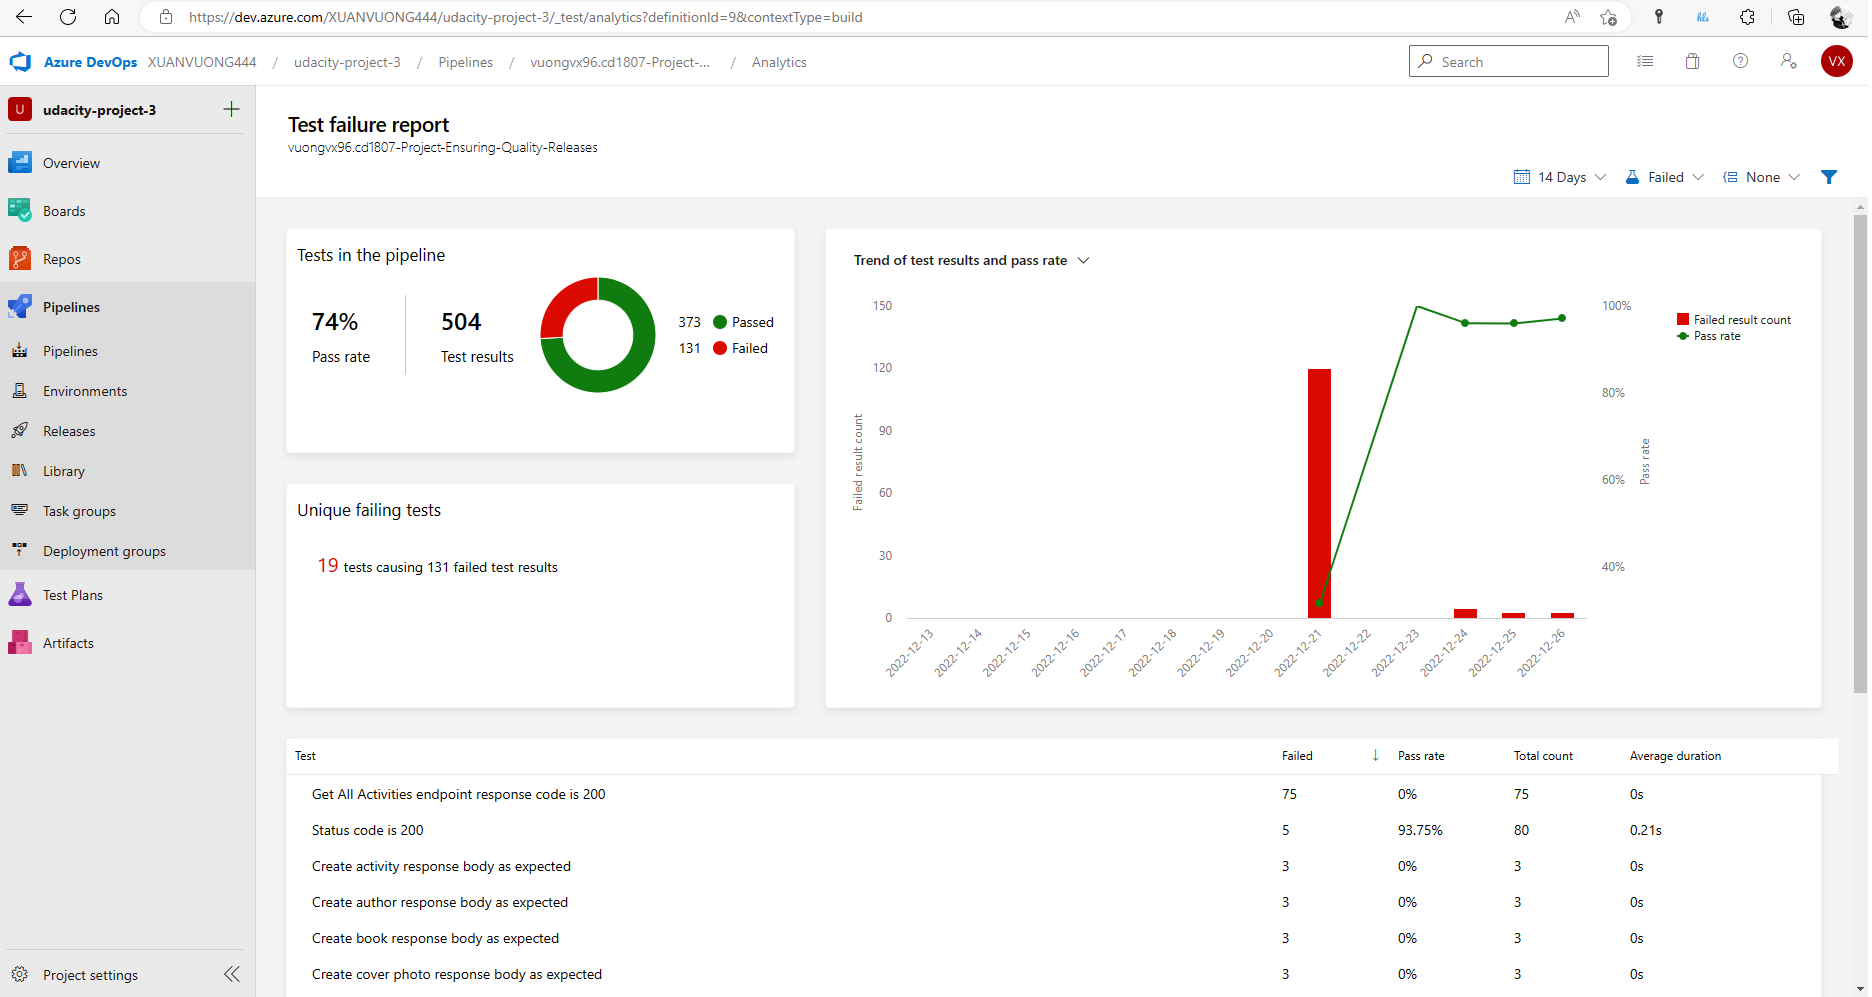 https://dev.azure.com/XUANVUONG444/udacity-project-3/_test/analytics?definitionId=9&contextType=build
Azure DevOps XUANVUONG444 / udacity-project-3 / Pipelines / vuongvx96.cd1807-Project-... / Analytics
Search
VX
U udacity-project-3
Overview
Boards
Repos
Pipelines
Pipelines
Environments
Releases
Library
Task groups
Deployment groups
Test Plans
Artifacts
Project settings
Test failure report
vuongvx96.cd1807-Project-Ensuring-Quality-Releases
14 Days Failed None
Tests in the pipeline
74%
Pass rate
504
Test results
373 Passed
131 Failed
Unique failing tests
19 tests causing 131 failed test results
Trend of test results and pass rate
150
120
90
60
30
0
Failed result count
100%
80%
60%
40%
Pass rate
Failed result count
Pass rate
2022-12-13
2022-12-14
2022-12-15
2022-12-16
2022-12-17
2022-12-18
2022-12-19
2022-12-20
2022-12-21
2022-12-22
2022-12-23
2022-12-24
2022-12-25
2022-12-26
Test Failed Pass rate Total count Average duration
Get All Activities endpoint response code is 200 75 0% 75 0s
Status code is 200 5 93.75% 80 0.21s
Create activity response body as expected 3 0% 3 0s
Create author response body as expected 3 0% 3 0s
Create book response body as expected 3 0% 3 0s
Create cover photo response body as expected 3 0% 3 0s